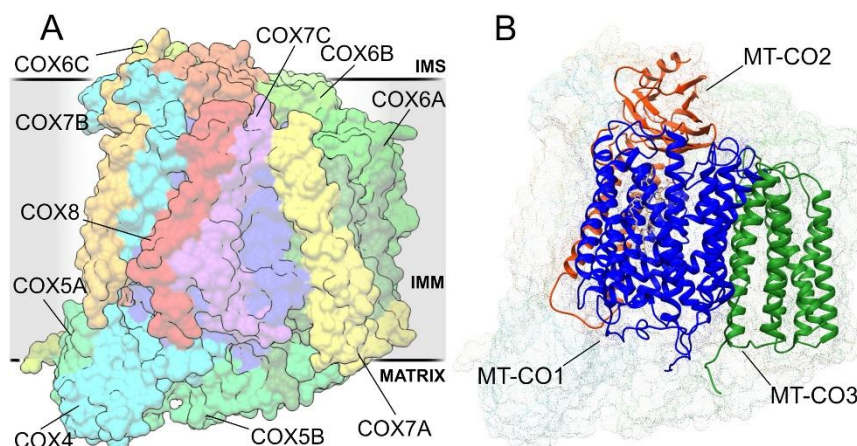 A
COX7C
COX6B
COX6C
IMS
COX7B
COX6A
COX8
COX5A
IMM
MATRIX
COX4
COX5B
COX7A
B
MT-CO2
MT-CO1
MT-CO3